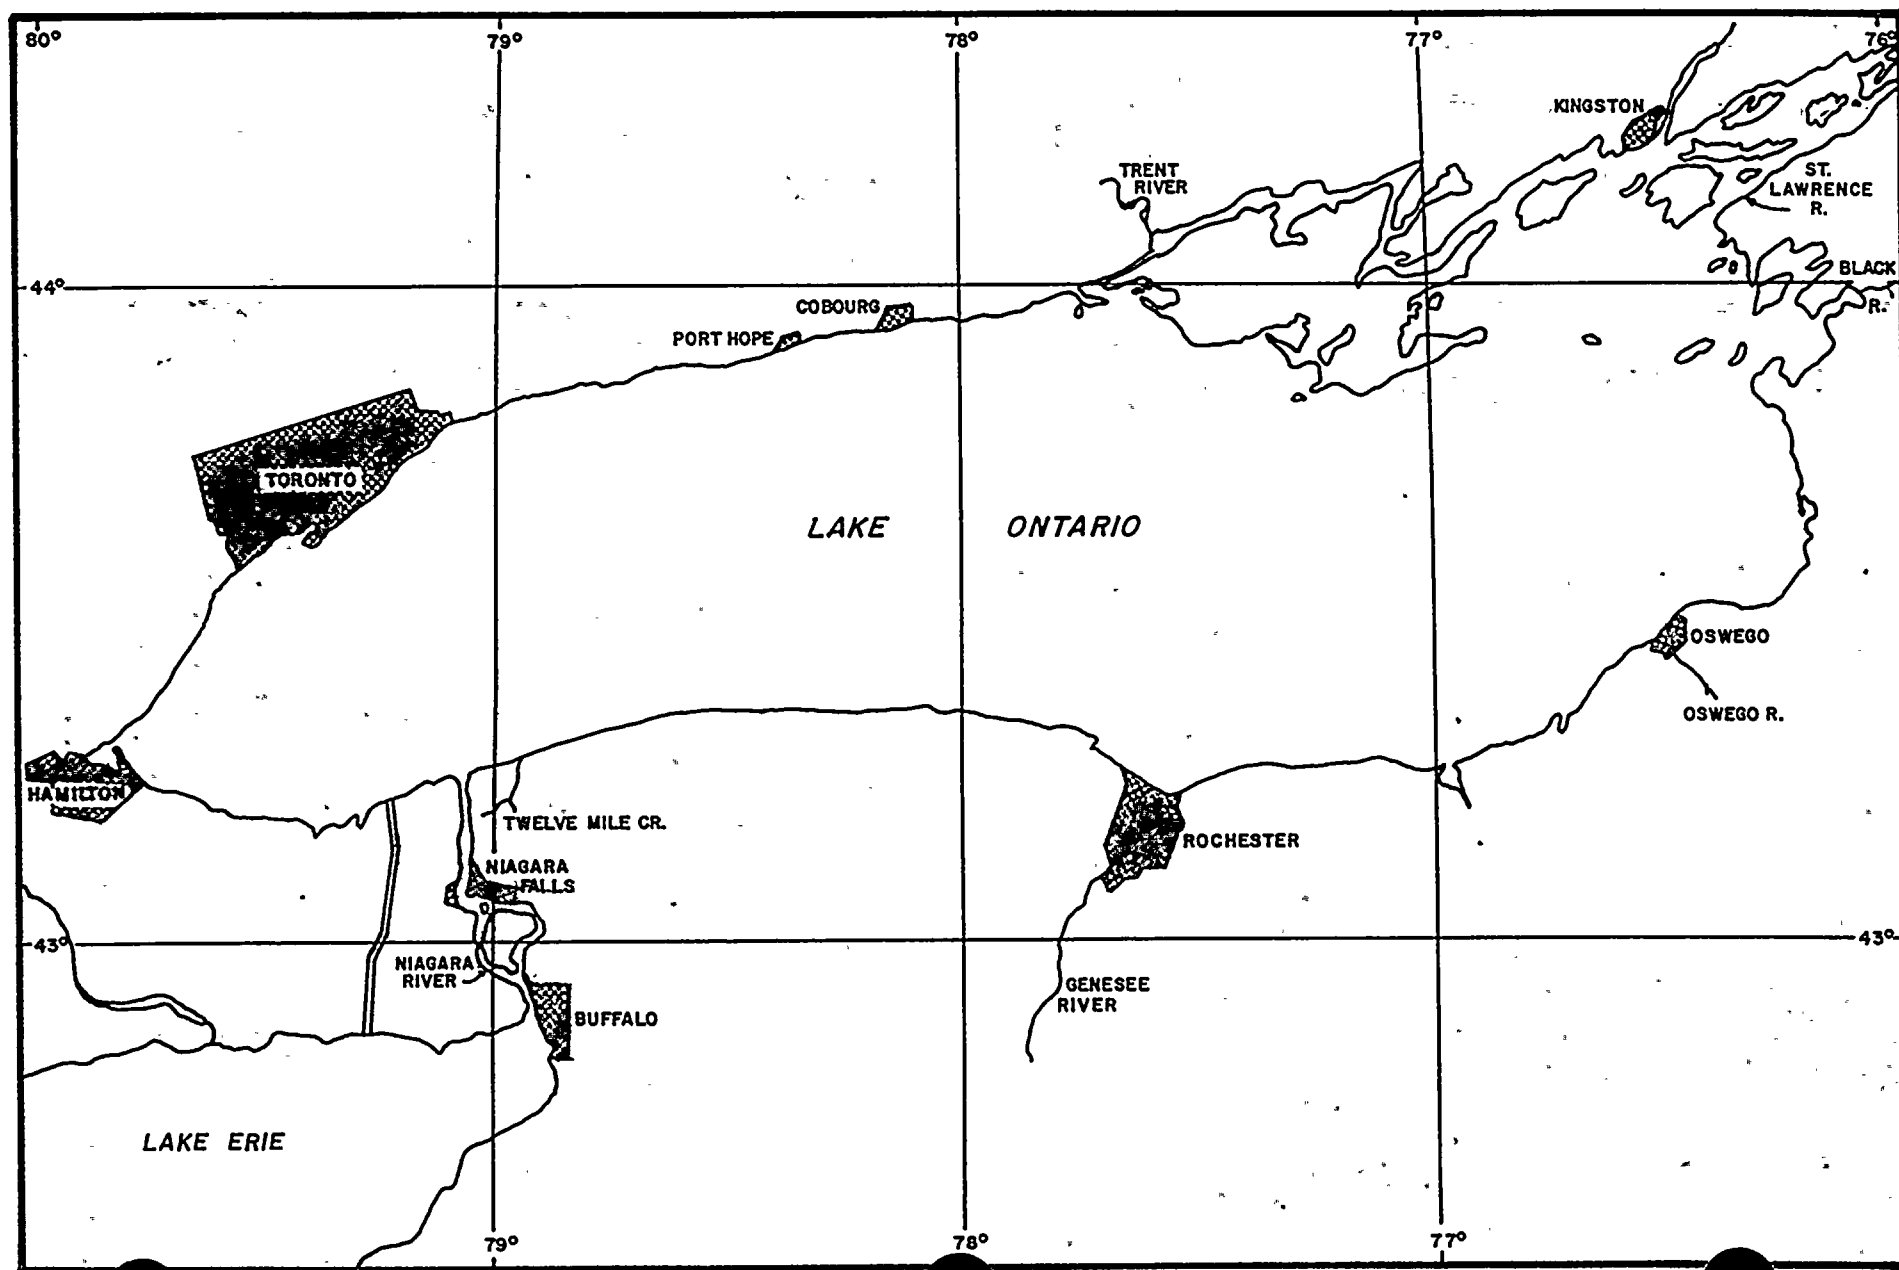 80°
79°
78°
77°
76°
KINGSTON
TRENT
RIVER
ST.
LAWRENCE
R.
44°
BLACK
R.
COBOURG
PORT HOPE
TORONTO
LAKE ONTARIO
OSWEGO
OSWEGO R.
HAMILTON
TWELVE MILE CR.
ROCHESTER
NIAGARA
FALLS
43°
43°
NIAGARA
RIVER
GENESEE
RIVER
BUFFALO
LAKE ERIE
79°
78°
77°